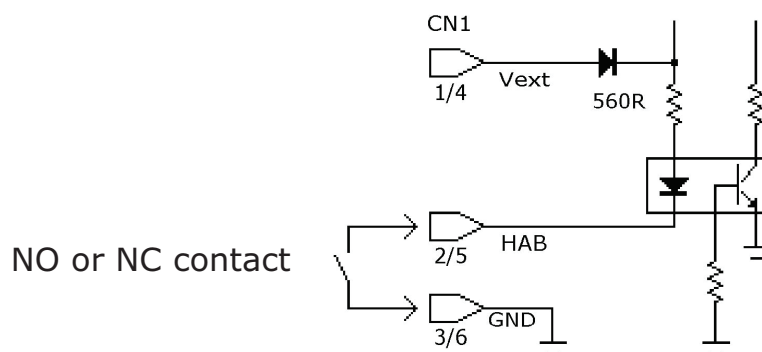 CN1
1/4
Vext
560R
2/5
HAB
NO or NC contact
3/6
GND